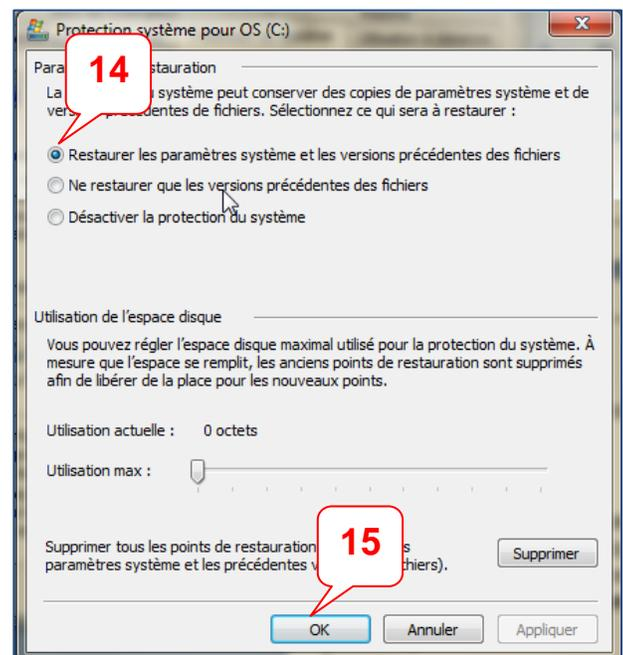 Protection système pour OS (C:)
14
Para stauration
La système peut conserver des copies de paramètres système et de
ver dentes de fichiers. Sélectionnez ce qui sera à restaurer :
Restaurer les paramètres système et les versions précédentes des fichiers
Ne restaurer que les versions précédentes des fichiers
Désactiver la protection du système
Utilisation de l'espace disque
Vous pouvez régler l'espace disque maximal utilisé pour la protection du système. À
mesure que l'espace se remplit, les anciens points de restauration sont supprimés
afin de libérer de la place pour les nouveaux points.
Utilisation actuelle : 0 octets
Utilisation max :
15
Supprimer tous les points de restauration s
paramètres système et les précédentes v chiers).
Supprimer
OK Annuler Appliquer